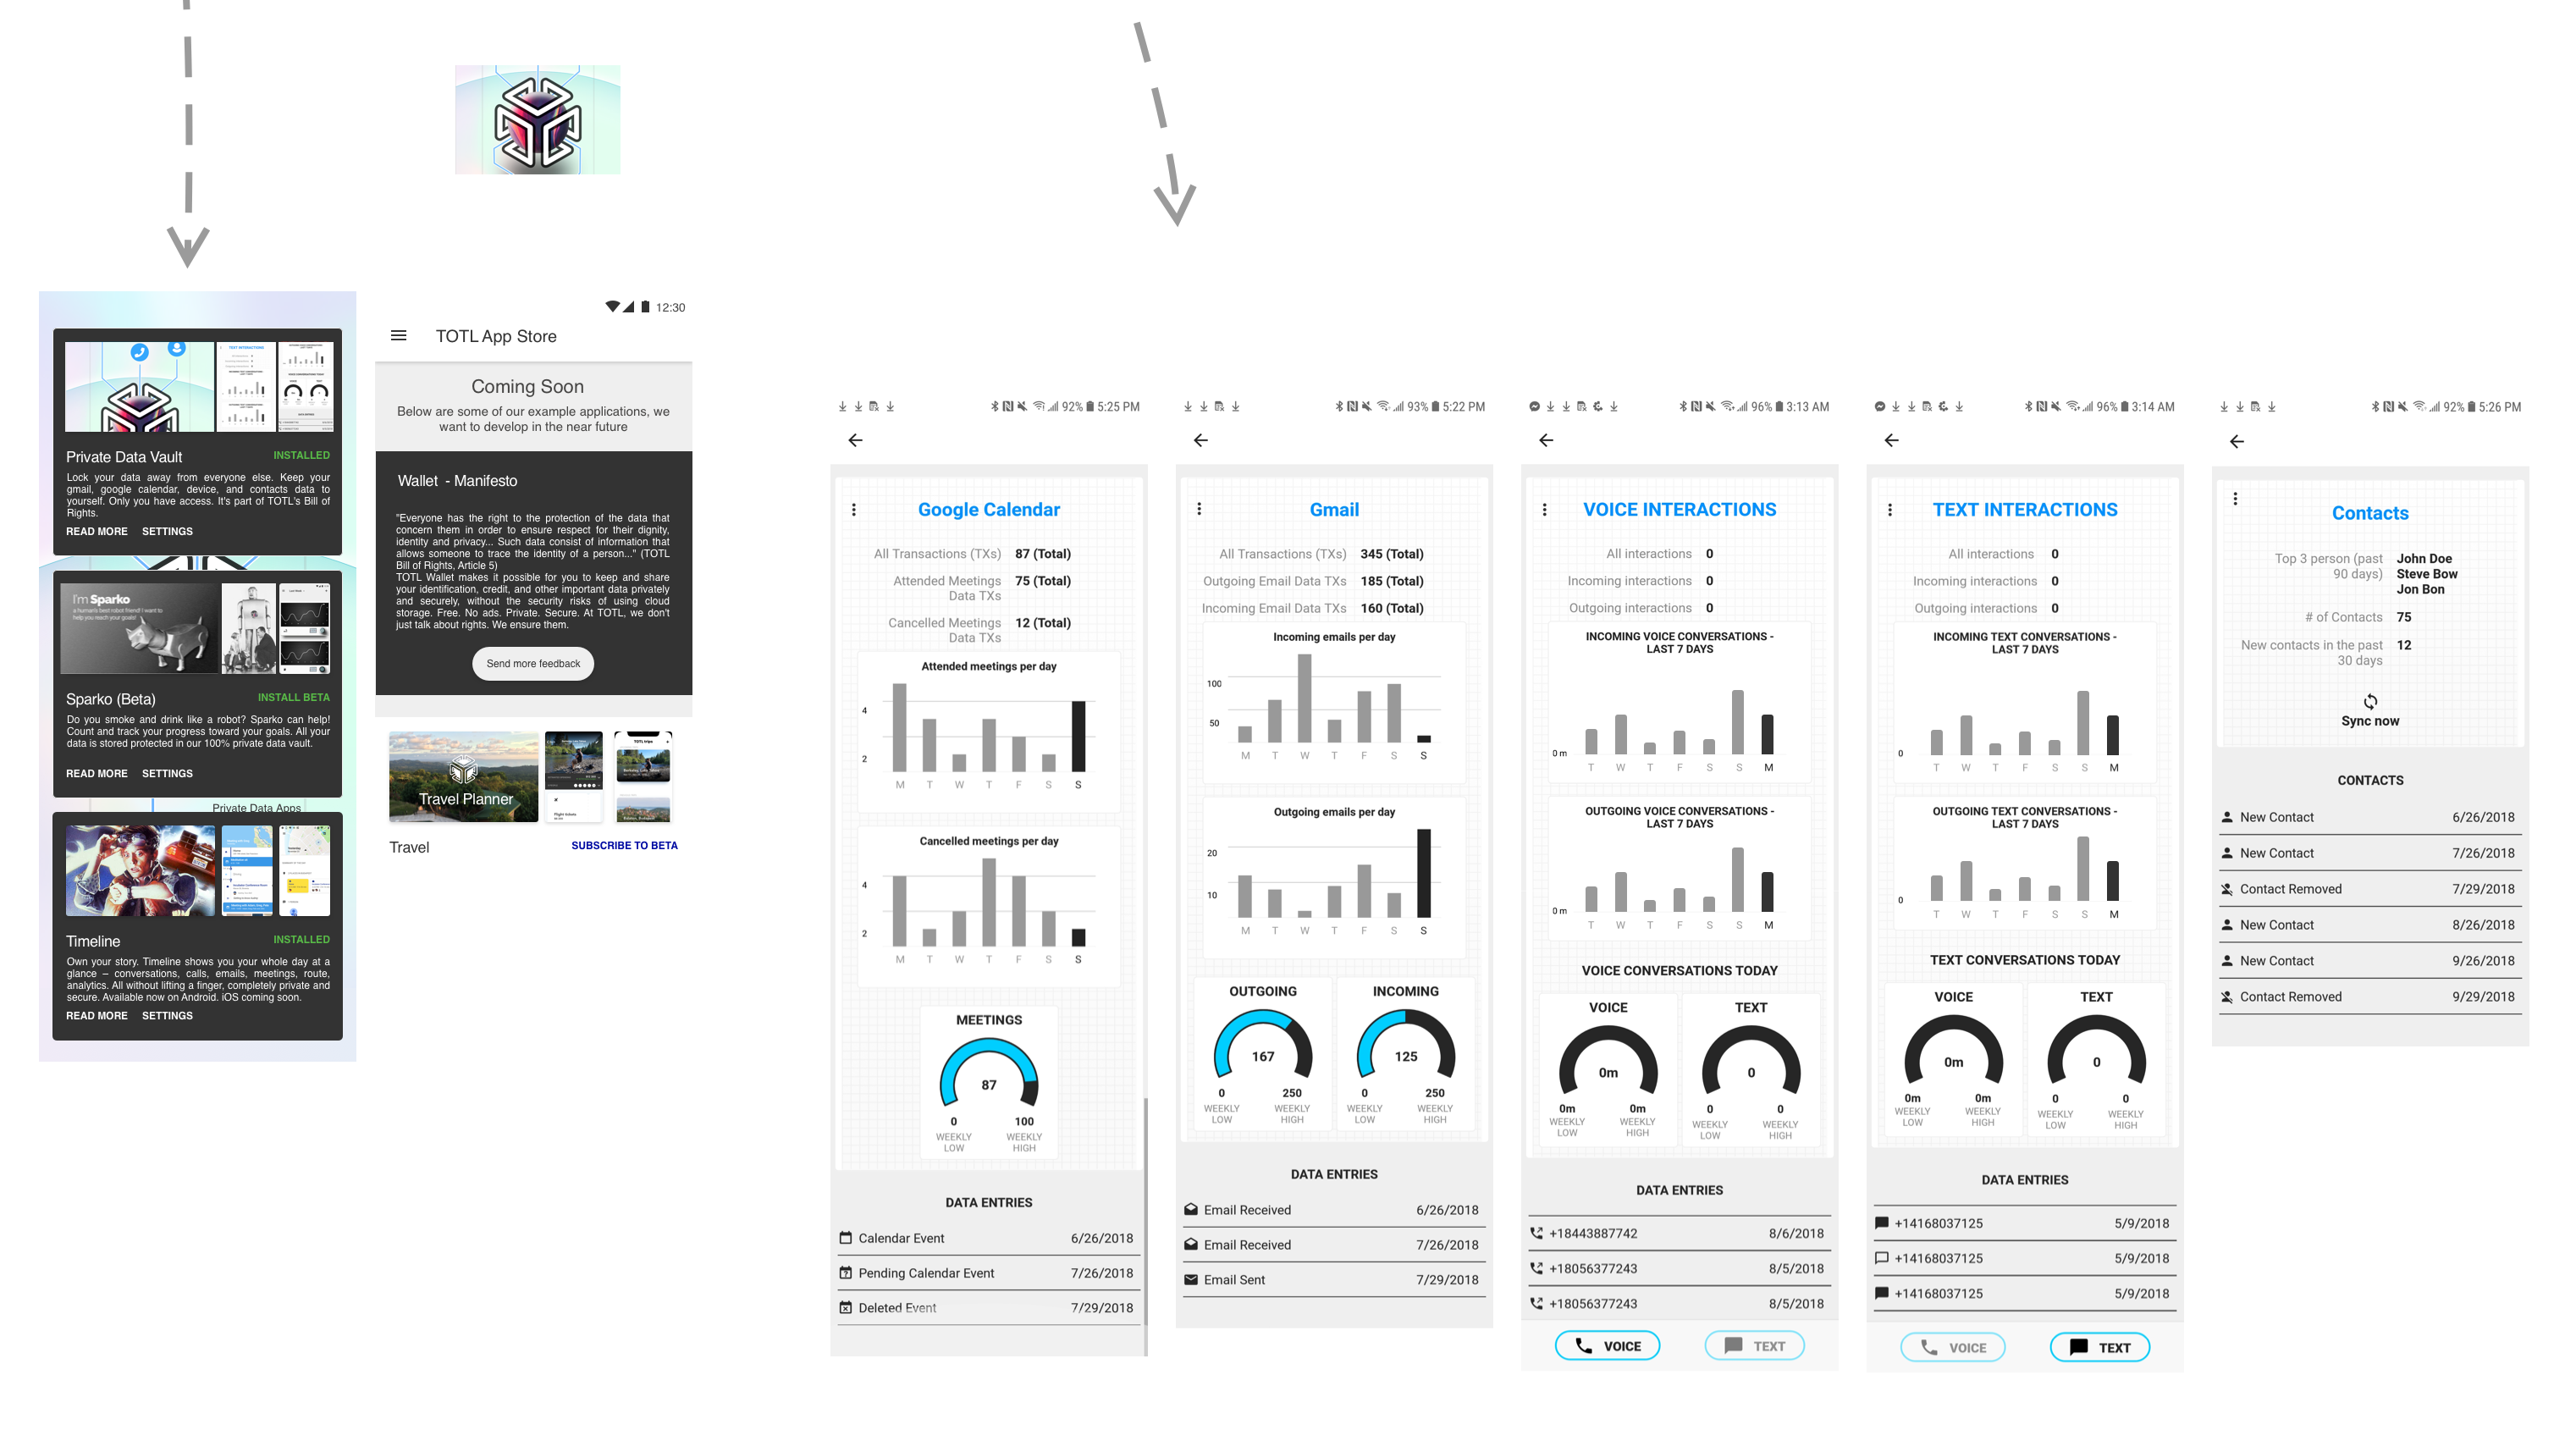 Private Data Vault
INSTALLED
Lock your data away from everyone else. Keep your
gmail, google calendar, device, and contacts data to
yourself. Only you have access. It's part of TOTL's Bill of
Rights.
READ MORE SETTINGS
I'm Sparko
a human's best robot friend! I want to
help you reach your goals!
Sparko (Beta)
INSTALL BETA
Do you smoke and drink like a robot? Sparko can help!
Count and track your progress toward your goals. All your
data is stored protected in our 100% private data vault.
READ MORE SETTINGS
Private Data Apps
Timeline
INSTALLED
Own your story. Timeline shows you your whole day at a
glance – conversations, calls, emails, meetings, route,
analytics. All without lifting a finger, completely private and
secure. Available now on Android. iOS coming soon.
READ MORE SETTINGS
12:30
TOTL App Store
Coming Soon
Below are some of our example applications, we
want to develop in the near future
Wallet - Manifesto
"Everyone has the right to the protection of the data that
concern them in order to ensure respect for their dignity,
identity and privacy... Such data consist of information that
allows someone to trace the identity of a person..." (TOTL
Bill of Rights, Article 5)
TOTL Wallet makes it possible for you to keep and share
your identification, credit, and other important data privately
and securely, without the security risks of using cloud
storage. Free. No ads. Private. Secure. At TOTL, we don't
just talk about rights. We ensure them.
Send more feedback
Travel Planner
TOTL trips
Travel
SUBSCRIBE TO BETA
92% 5:25 PM
Google Calendar
All Transactions (TXs) 87 (Total)
Attended Meetings 75 (Total)
Data TXs
Cancelled Meetings 12 (Total)
Data TXs
Attended meetings per day
4
2
M T W T F S S
Cancelled meetings per day
4
2
M T W T F S S
MEETINGS
87
0 100
WEEKLY WEEKLY
LOW HIGH
DATA ENTRIES
Calendar Event 6/26/2018
Pending Calendar Event 7/26/2018
Deleted Event 7/29/2018
93% 5:22 PM
Gmail
All Transactions (TXs) 345 (Total)
Outgoing Email Data TXs 185 (Total)
Incoming Email Data TXs 160 (Total)
Incoming emails per day
100
50
M T W T F S S
Outgoing emails per day
20
10
M T W T F S S
OUTGOING INCOMING
167 125
0 250 0 250
WEEKLY WEEKLY WEEKLY WEEKLY
LOW HIGH LOW HIGH
DATA ENTRIES
Email Received 6/26/2018
Email Received 7/26/2018
Email Sent 7/29/2018
96% 3:13 AM
VOICE INTERACTIONS
All interactions 0
Incoming interactions 0
Outgoing interactions 0
INCOMING VOICE CONVERSATIONS -
LAST 7 DAYS
0 m
T W T F S S M
OUTGOING VOICE CONVERSATIONS -
LAST 7 DAYS
0 m
T W T F S S M
VOICE CONVERSATIONS TODAY
VOICE TEXT
0m 0
0m 0m 0 0
WEEKLY WEEKLY WEEKLY WEEKLY
LOW HIGH LOW HIGH
DATA ENTRIES
+18443887742 8/6/2018
+18056377243 8/5/2018
+18056377243 8/5/2018
VOICE TEXT
96% 3:14 AM
TEXT INTERACTIONS
All interactions 0
Incoming interactions 0
Outgoing interactions 0
INCOMING TEXT CONVERSATIONS -
LAST 7 DAYS
0
T W T F S S M
OUTGOING TEXT CONVERSATIONS -
LAST 7 DAYS
0
T W T F S S M
TEXT CONVERSATIONS TODAY
VOICE TEXT
0m 0
0m 0m 0 0
WEEKLY WEEKLY WEEKLY WEEKLY
LOW HIGH LOW HIGH
DATA ENTRIES
+14168037125 5/9/2018
+14168037125 5/9/2018
+14168037125 5/9/2018
VOICE TEXT
92% 5:26 PM
Contacts
Top 3 person (past John Doe
90 days) Steve Bow
Jon Bon
# of Contacts 75
New contacts in the past 12
30 days
Sync now
CONTACTS
New Contact 6/26/2018
New Contact 7/26/2018
Contact Removed 7/29/2018
New Contact 8/26/2018
New Contact 9/26/2018
Contact Removed 9/29/2018